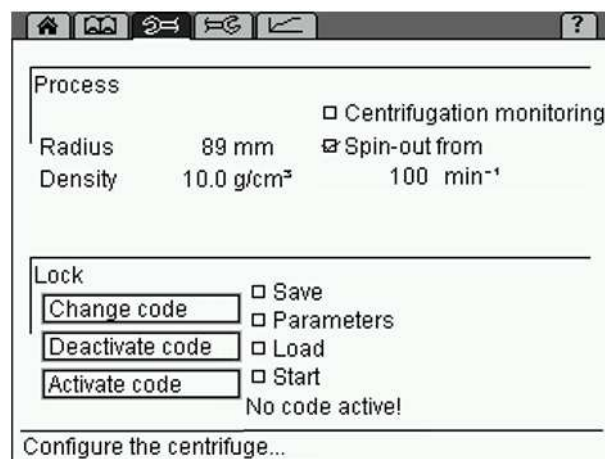 ?
Process
Centrifugation monitoring
Radius 89 mm Spin-out from
Density 10.0 g/cm³ 100 min⁻¹
Lock
Save
Change code
Parameters
Deactivate code Load
Activate code Start
No code active!
Configure the centrifuge...